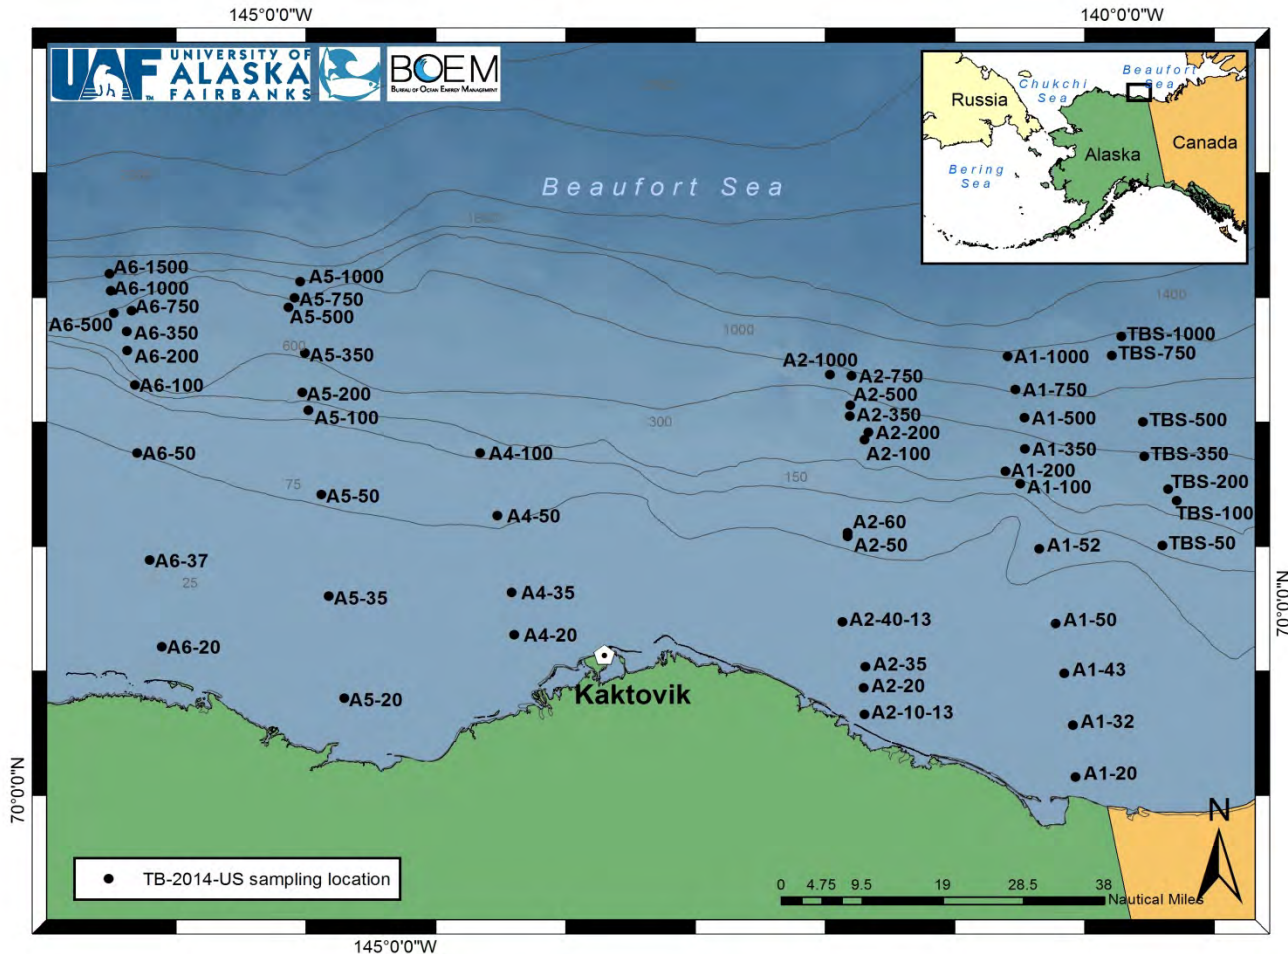 145°0'0"W
140°0'0"W
UAF
UNIVERSITY OF
ALASKA
FAIRBANKS
BOEM
BUREAU OF OCEAN ENERGY MANAGEMENT
Beaufort
Sea
Chukchi
Sea
Russia
Alaska
Canada
Bering
Sea
Beaufort Sea
A6-1500
A6-1000
A6-750
A6-500
A6-350
A6-200
A6-100
A6-50
A6-37
A6-20
A5-1000
A5-750
A5-500
A5-350
A5-200
A5-100
A5-50
A5-35
A5-20
A4-100
A4-50
A4-35
A4-20
A2-1000
A2-750
A2-500
A2-350
A2-200
A2-100
A2-60
A2-50
A2-40-13
A2-35
A2-20
A2-10-13
A1-1000
A1-750
A1-500
A1-350
A1-200
A1-100
A1-52
A1-50
A1-43
A1-32
A1-20
TBS-1000
TBS-750
TBS-500
TBS-350
TBS-200
TBS-100
TBS-50
1400
1000
600
300
150
75
25
Kaktovik
70°0'0"N
70°0'0"N
N
TB-2014-US sampling location
0 4.75 9.5 19 28.5 38
Nautical Miles
145°0'0"W